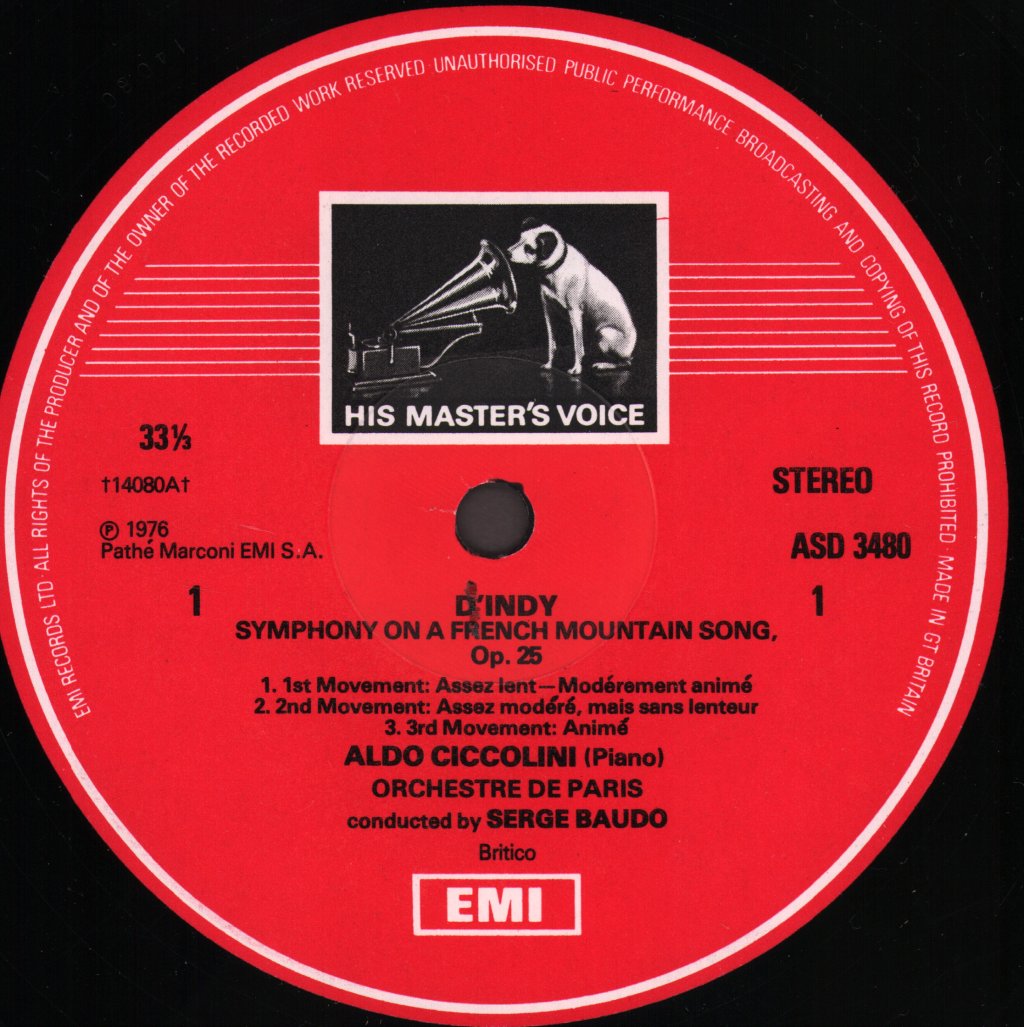 EMI RECORDS LTD · ALL RIGHTS OF THE PRODUCER AND OF THE OWNER OF THE RECORDED WORK RESERVED · UNAUTHORISED PUBLIC PERFORMANCE BROADCASTING AND COPYING OF THIS RECORD PROHIBITED · MADE IN GT BRITAIN
HIS MASTER'S VOICE
33⅓
STEREO
†14080A†
℗ 1976
Pathé Marconi EMI S.A.
ASD 3480
1
1
D'INDY
SYMPHONY ON A FRENCH MOUNTAIN SONG,
Op. 25
1. 1st Movement: Assez lent—Modérement animé
2. 2nd Movement: Assez modéré, mais sans lenteur
3. 3rd Movement: Animé
ALDO CICCOLINI (Piano)
ORCHESTRE DE PARIS
conducted by SERGE BAUDO
Britico
EMI